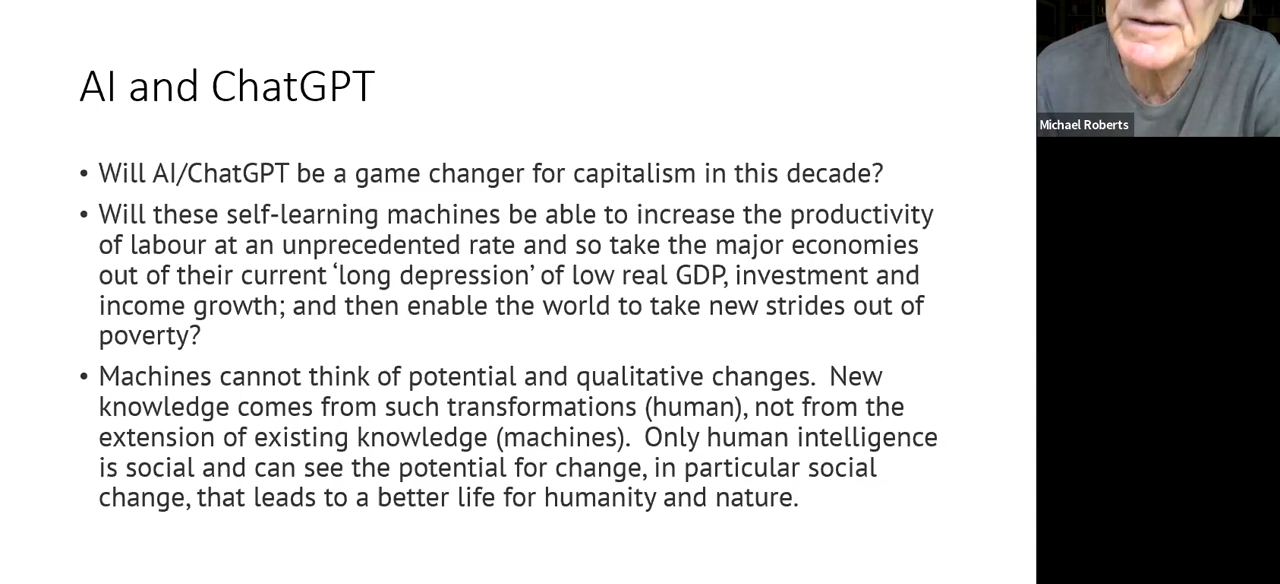 AI and ChatGPT
• Will AI/ChatGPT be a game changer for capitalism in this decade?
• Will these self-learning machines be able to increase the productivity
of labour at an unprecedented rate and so take the major economies
out of their current ‘long depression’ of low real GDP, investment and
income growth; and then enable the world to take new strides out of
poverty?
• Machines cannot think of potential and qualitative changes.  New
knowledge comes from such transformations (human), not from the
extension of existing knowledge (machines).  Only human intelligence
is social and can see the potential for change, in particular social
change, that leads to a better life for humanity and nature.
Michael Roberts